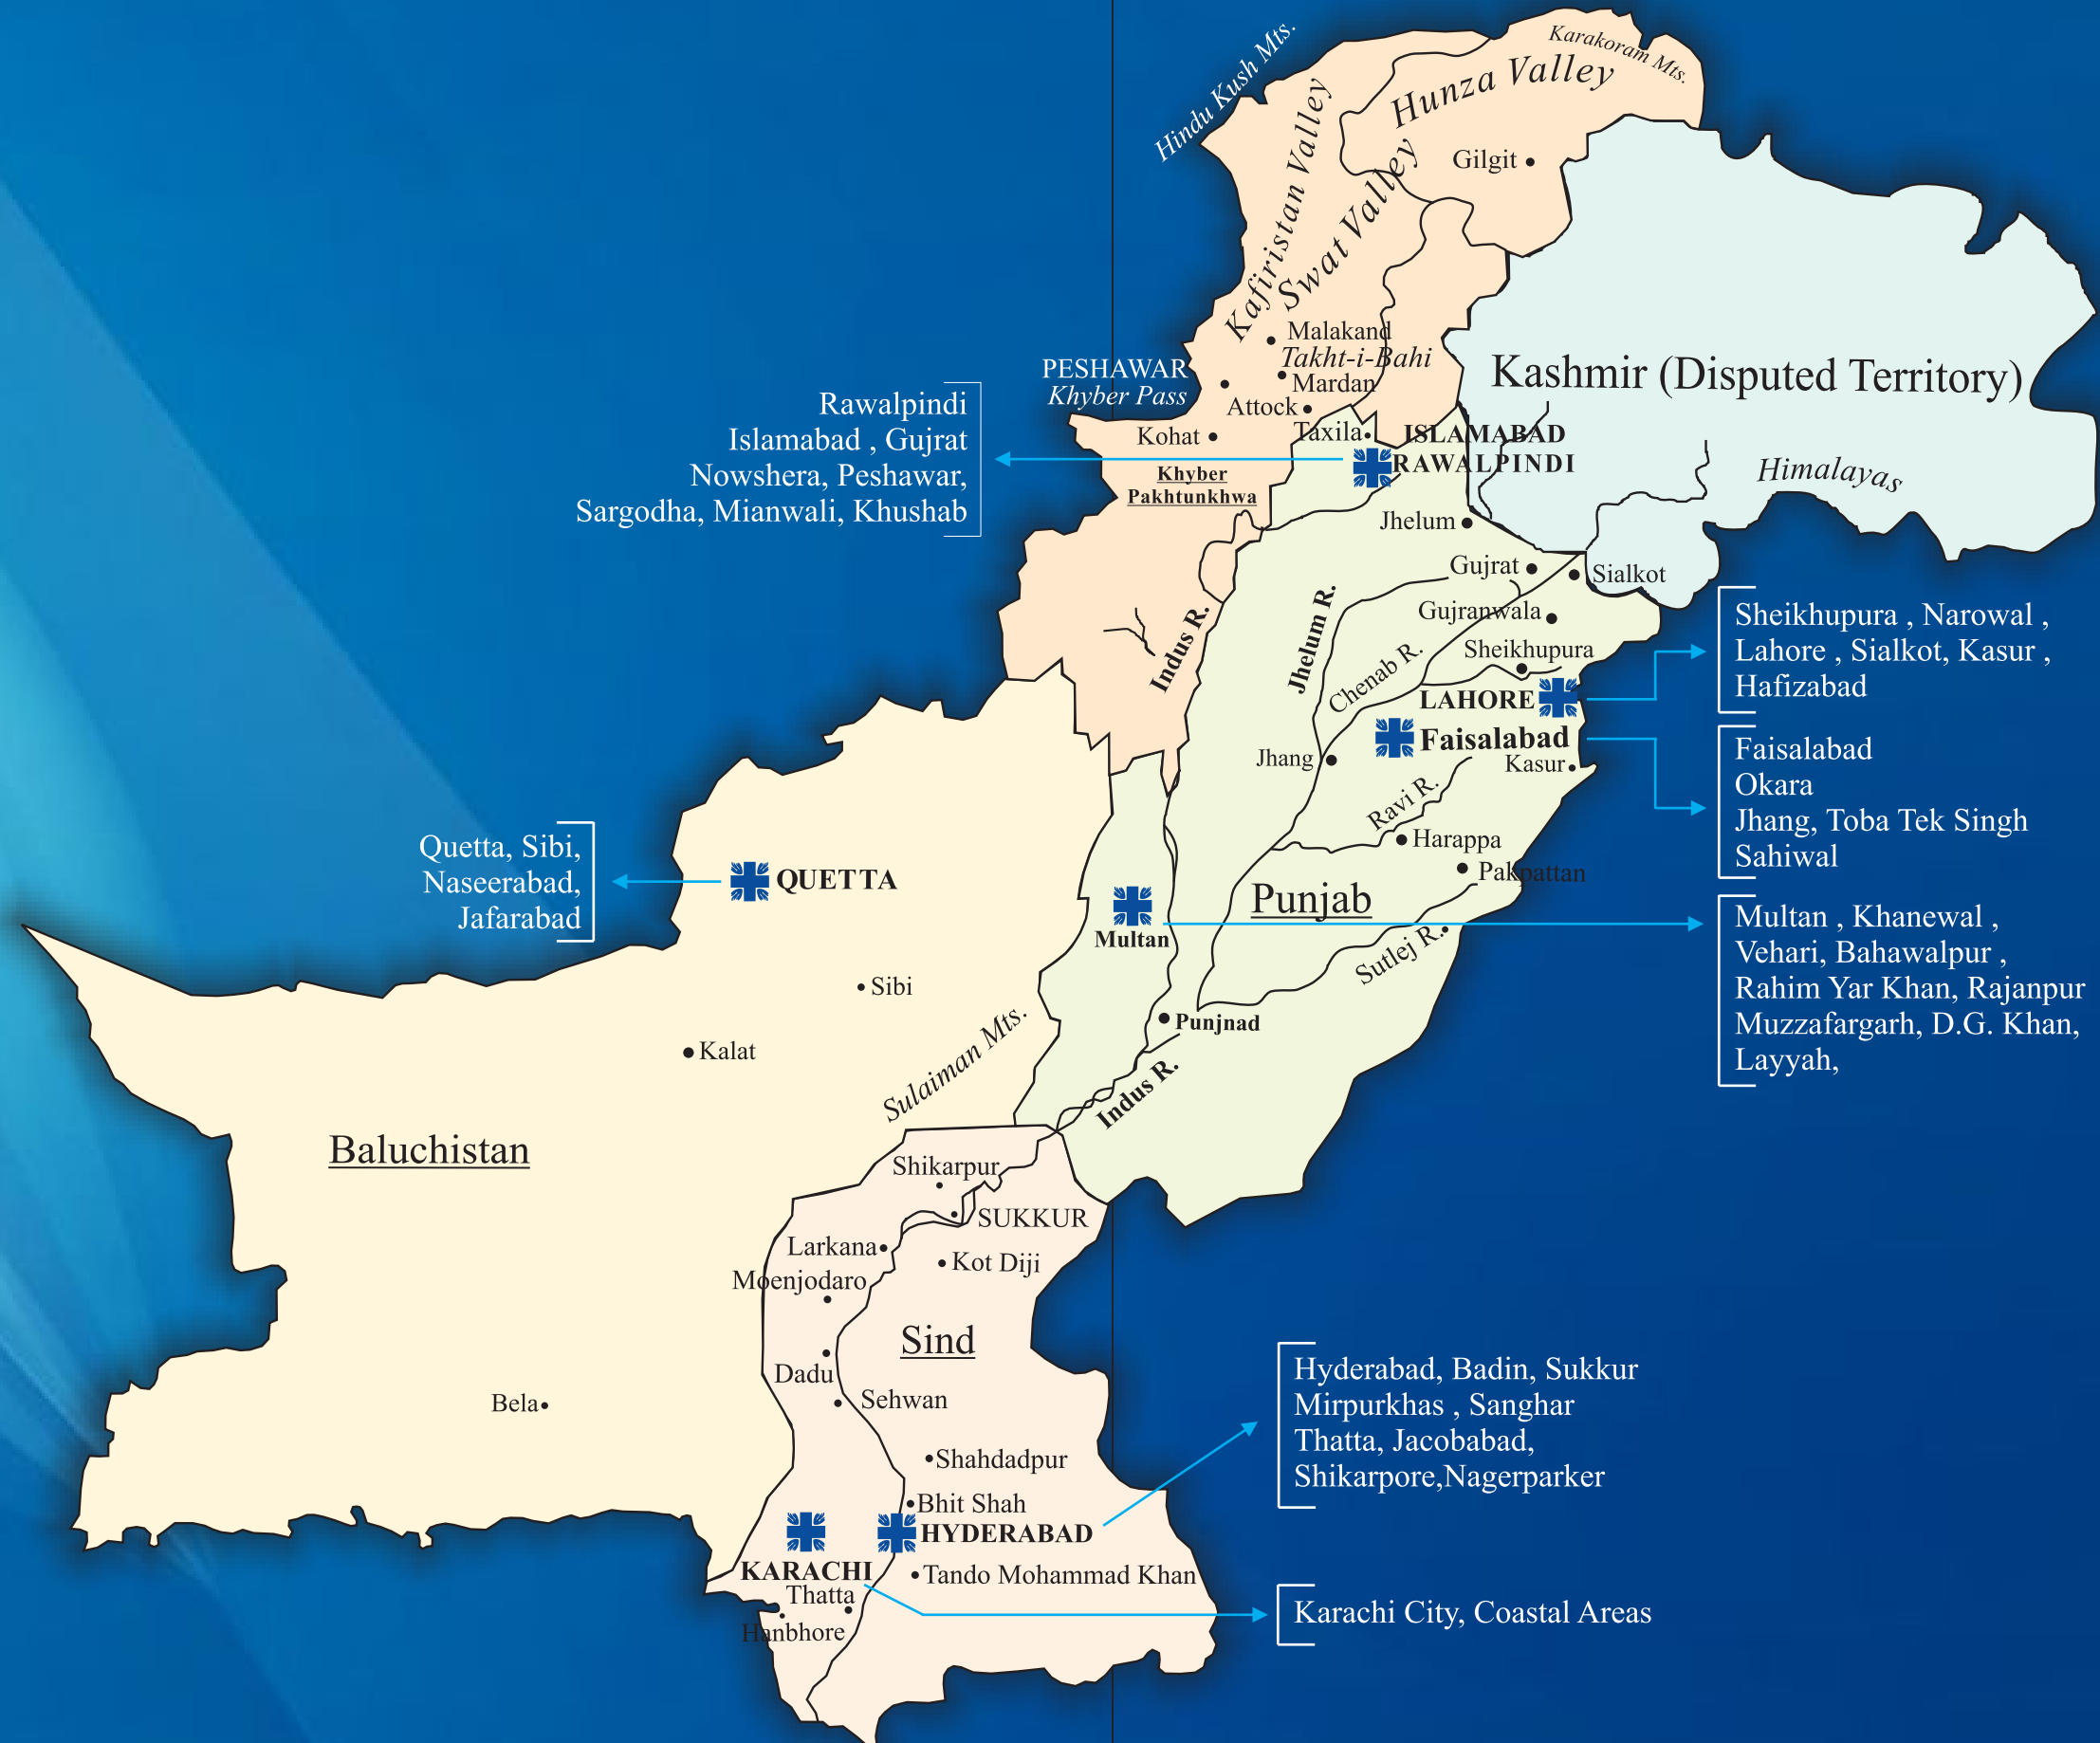 Hindu Kush Mts.
Karakoram Mts.
Hunza Valley
Kafiristan Valley
Swat Valley
Gilgit
Malakand
Takht-i-Bahi
PESHAWAR
Khyber Pass
Mardan
Attock
Kohat
Taxila
ISLAMABAD
RAWALPINDI
Khyber
Pakhtunkhwa
Kashmir (Disputed Territory)
Himalayas
Rawalpindi
Islamabad , Gujrat
Nowshera, Peshawar,
Sargodha, Mianwali, Khushab
Jhelum
Gujrat
Sialkot
Gujranwala
Sheikhupura
Indus R.
Jhelum R.
Chenab R.
LAHORE
Faisalabad
Kasur
Jhang
Ravi R.
Harappa
Pakpattan
Punjab
Sutlej R.
Multan
Punjnad
Indus R.
Sheikhupura , Narowal ,
Lahore , Sialkot, Kasur ,
Hafizabad
Faisalabad
Okara
Jhang, Toba Tek Singh
Sahiwal
Multan , Khanewal ,
Vehari, Bahawalpur ,
Rahim Yar Khan, Rajanpur
Muzzafargarh, D.G. Khan,
Layyah,
Quetta, Sibi,
Naseerabad,
Jafarabad
QUETTA
Sibi
Kalat
Sulaiman Mts.
Baluchistan
Bela
Shikarpur
SUKKUR
Larkana
Kot Diji
Moenjodaro
Sind
Dadu
Sehwan
Shahdadpur
Bhit Shah
HYDERABAD
KARACHI
Tando Mohammad Khan
Thatta
Hanbhore
Hyderabad, Badin, Sukkur
Mirpurkhas , Sanghar
Thatta, Jacobabad,
Shikarpore,Nagerparker
Karachi City, Coastal Areas